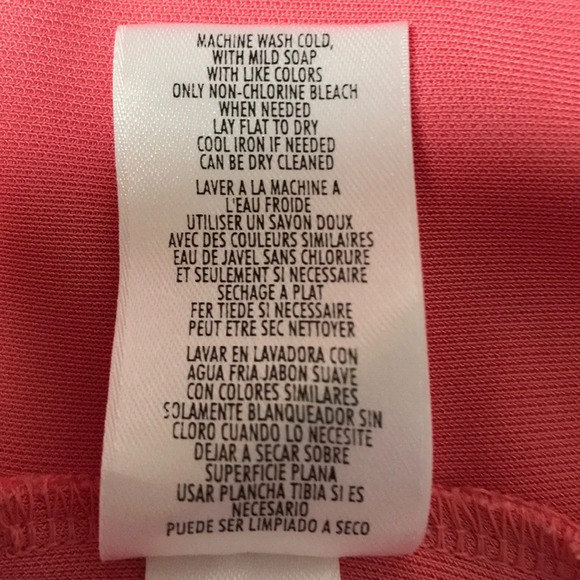 MACHINE WASH COLD,
WITH MILD SOAP
WITH LIKE COLORS
ONLY NON-CHLORINE BLEACH
WHEN NEEDED
LAY FLAT TO DRY
COOL IRON IF NEEDED
CAN BE DRY CLEANED
LAVER A LA MACHINE A
L'EAU FROIDE
UTILISER UN SAVON DOUX
AVEC DES COULEURS SIMILAIRES
EAU DE JAVEL SANS CHLORURE
ET SEULEMENT SI NECESSAIRE
SECHAGE A PLAT
FER TIEDE SI NECESSAIRE
PEUT ETRE SEC NETTOYER
LAVAR EN LAVADORA CON
AGUA FRIA JABON SUAVE
CON COLORES SIMILARES
SOLAMENTE BLANQUEADOR SIN
CLORO CUANDO LO NECESITE
DEJAR A SECAR SOBRE
SUPERFICIE PLANA
USAR PLANCHA TIBIA SI ES
NECESARIO
PUEDE SER LIMPIADO A SECO